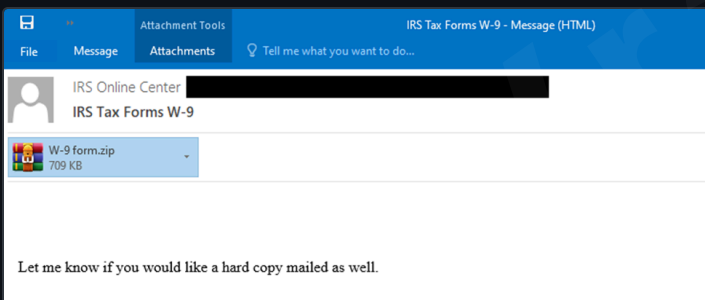 Attachment Tools
IRS Tax Forms W-9 - Message (HTML)
File Message Attachments Tell me what you want to do...
IRS Online Center
IRS Tax Forms W-9
W-9 form.zip
709 KB
Let me know if you would like a hard copy mailed as well.